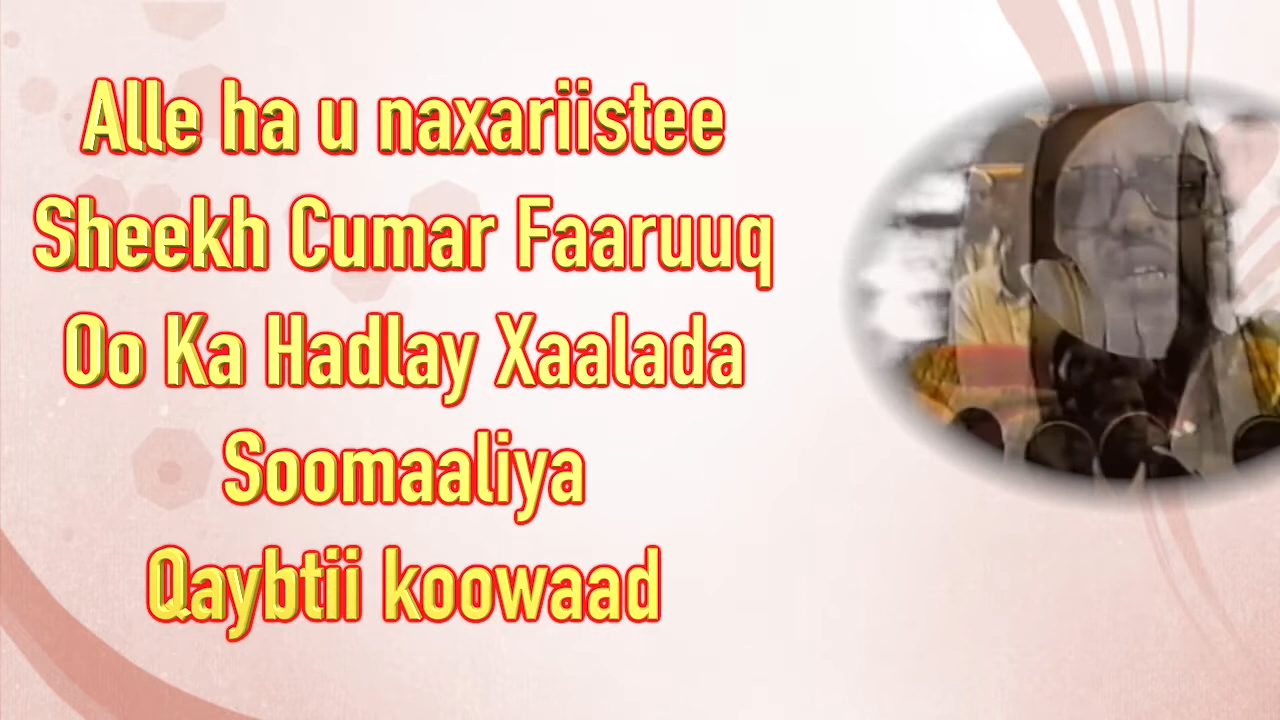 Alle ha u naxariistee
Sheekh Cumar Faaruuq
Oo Ka Hadlay Xaalada
Soomaaliya
Qaybtii koowaad